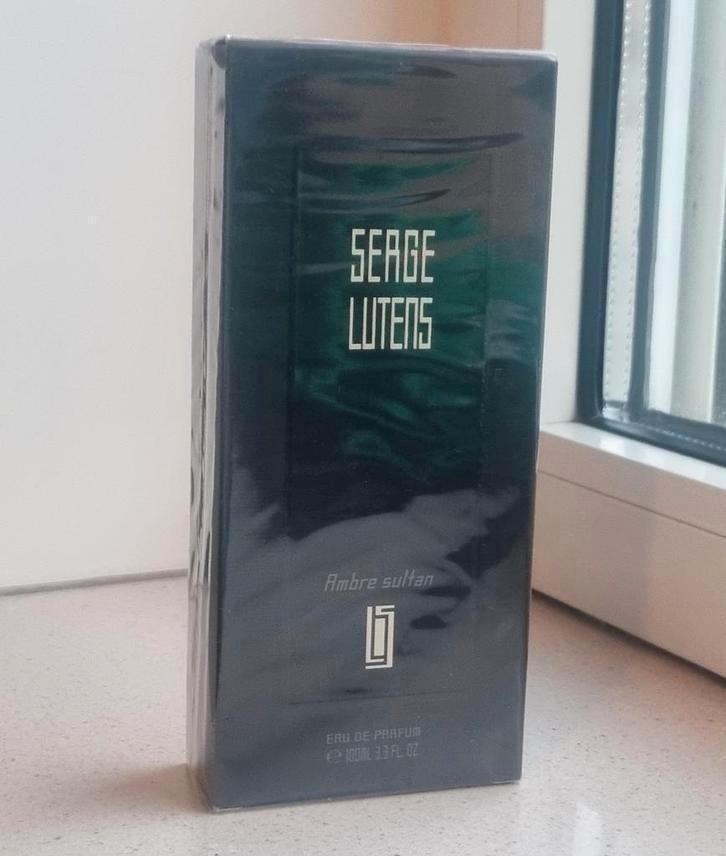 SERGE
LUTENS
Ambre sultan
EAU DE PARFUM
℮ 100ML 3.3 FL. OZ